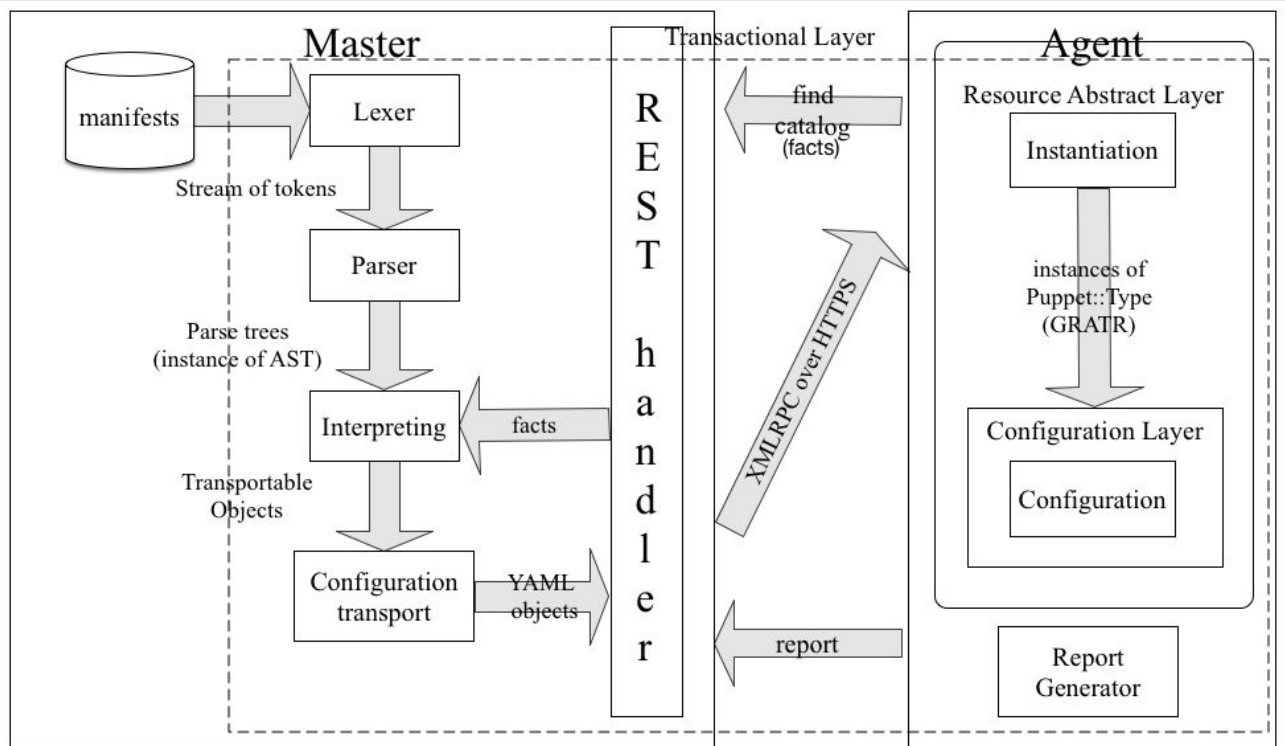 Master
Transactional Layer
Agent
manifests
Lexer
Stream of tokens
Parser
Parse trees
(instance of AST)
Interpreting
facts
Transportable
Objects
Configuration
transport
YAML
objects
REST handler
find
catalog
(facts)
XMLRPC over HTTPS
report
Resource Abstract Layer
Instantiation
instances of
Puppet::Type
(GRATR)
Configuration Layer
Configuration
Report
Generator